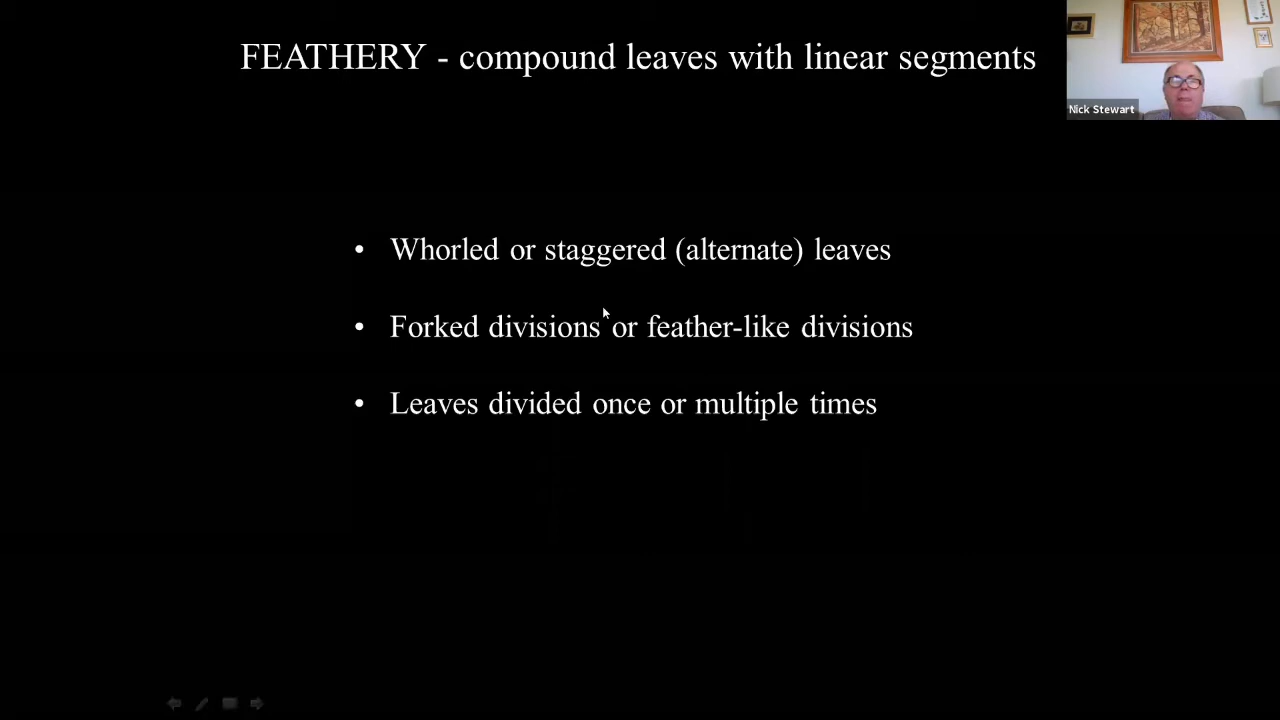 FEATHERY - compound leaves with linear segments
Nick Stewart
• Whorled or staggered (alternate) leaves
• Forked divisions or feather-like divisions
• Leaves divided once or multiple times